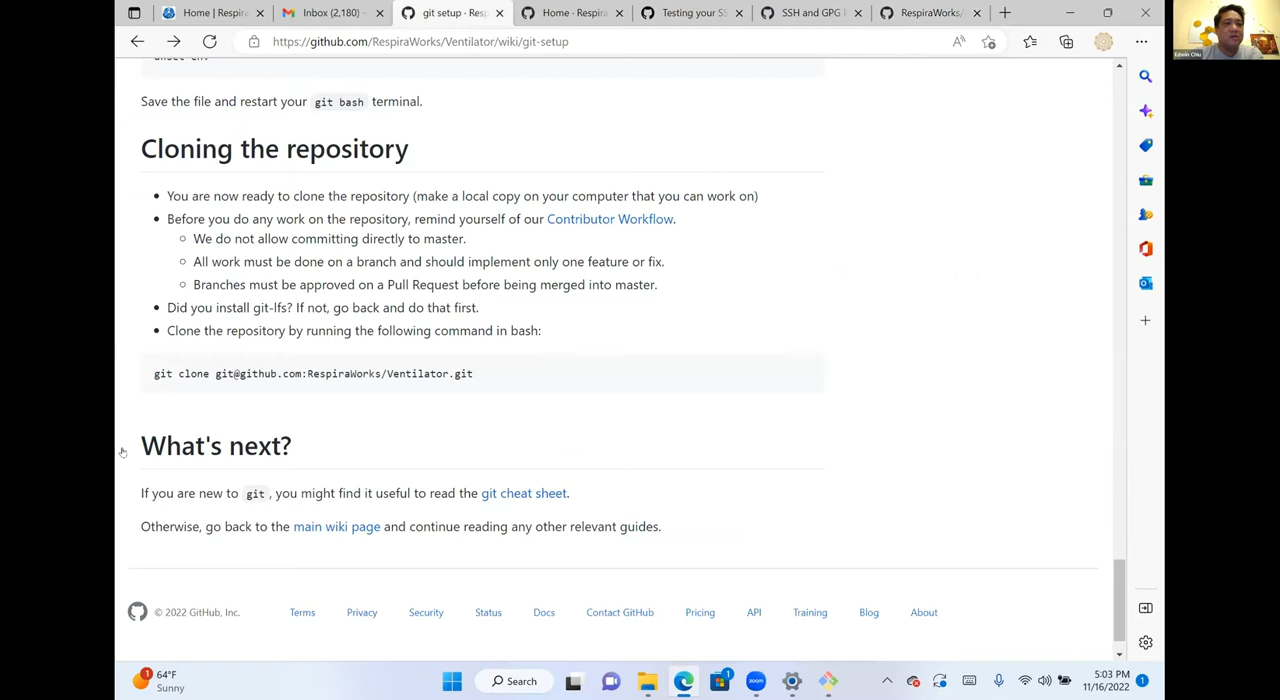 Home | Respira
Inbox (2,180) -
git setup · Resp
Home · Respira
Testing your SS
SSH and GPG k
RespiraWorks/
https://github.com/RespiraWorks/Ventilator/wiki/git-setup
Edwin Chiu
Save the file and restart your git bash terminal.
Cloning the repository
You are now ready to clone the repository (make a local copy on your computer that you can work on)
Before you do any work on the repository, remind yourself of our Contributor Workflow.
We do not allow committing directly to master.
All work must be done on a branch and should implement only one feature or fix.
Branches must be approved on a Pull Request before being merged into master.
Did you install git-lfs? If not, go back and do that first.
Clone the repository by running the following command in bash:
git clone git@github.com:RespiraWorks/Ventilator.git
What's next?
If you are new to git, you might find it useful to read the git cheat sheet.
Otherwise, go back to the main wiki page and continue reading any other relevant guides.
© 2022 GitHub, Inc.
Terms
Privacy
Security
Status
Docs
Contact GitHub
Pricing
API
Training
Blog
About
1
64°F
Sunny
Search
1
zoom
5:03 PM
11/16/2022
1